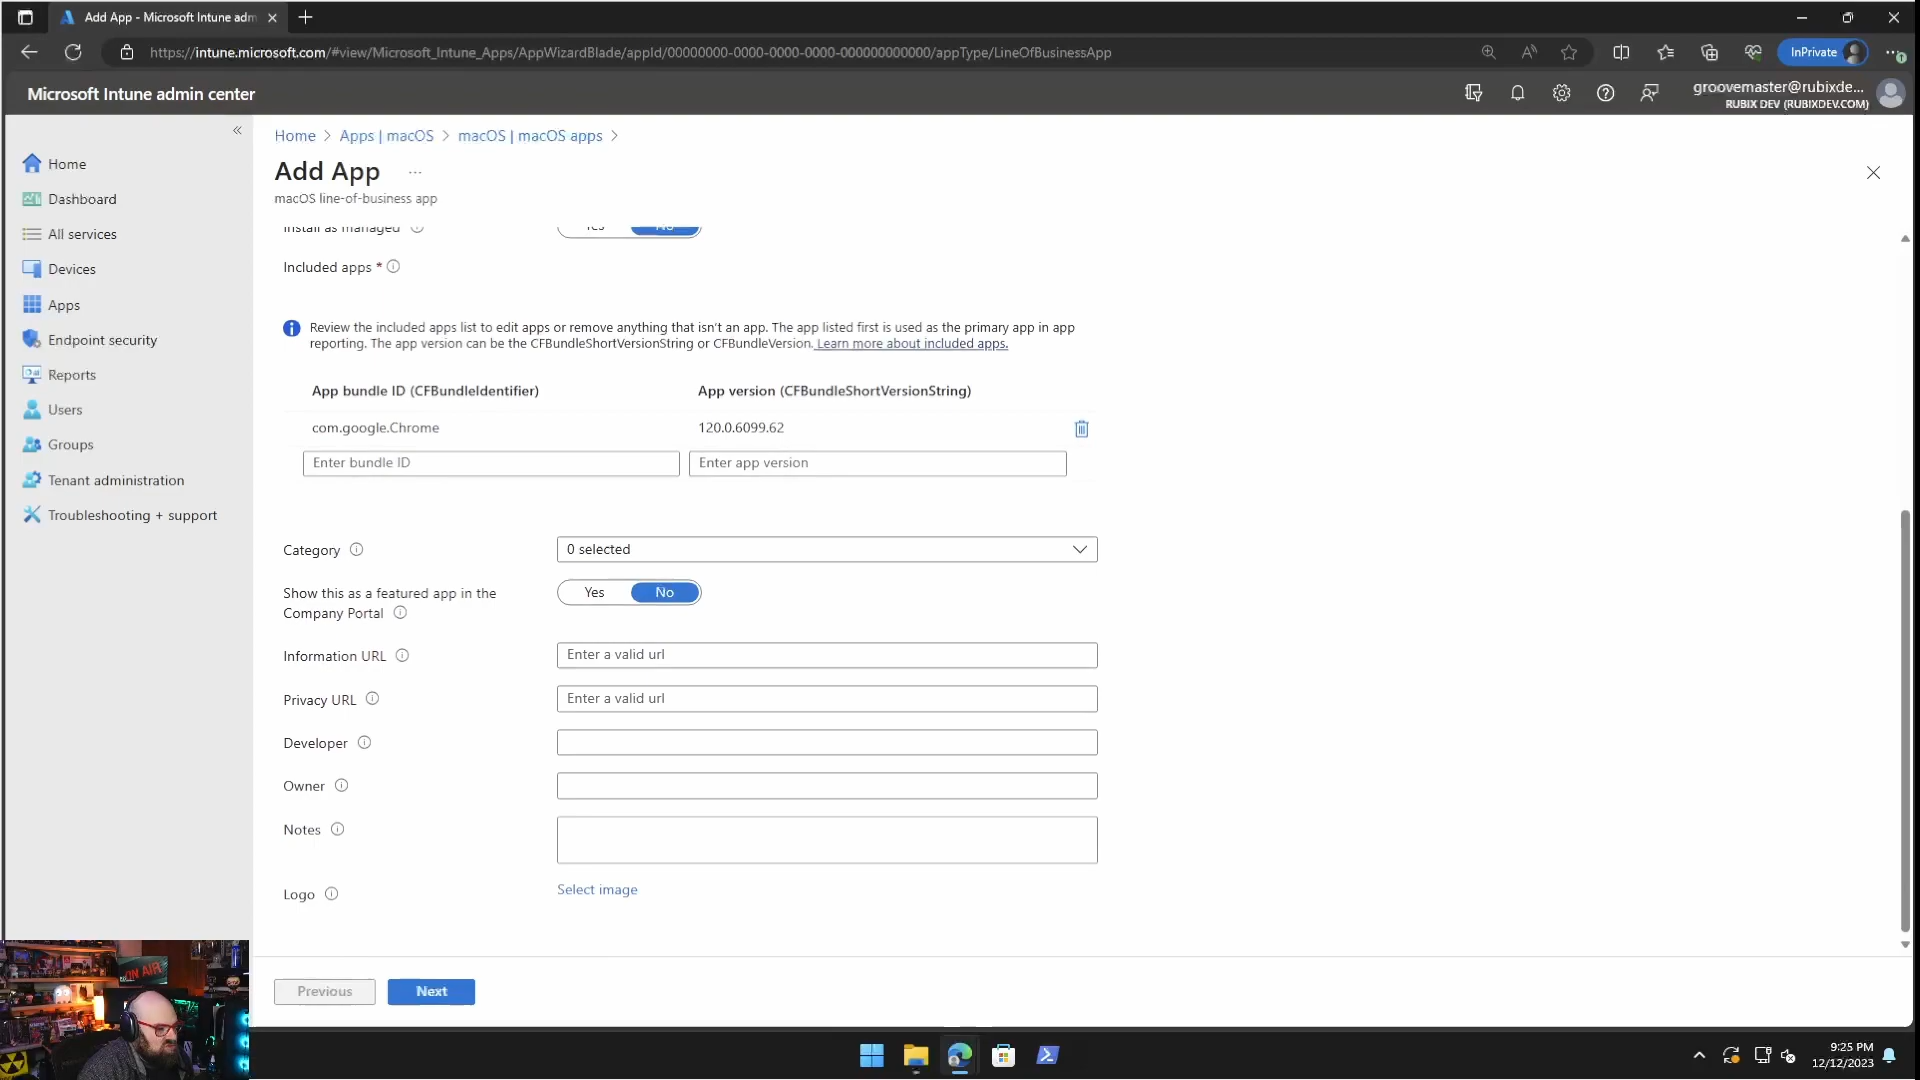 Add App - Microsoft Intune adm
https://intune.microsoft.com/#view/Microsoft_Intune_Apps/AppWizardBlade/appId/00000000-0000-0000-0000-000000000000/appType/LineOfBusinessApp
InPrivate
Microsoft Intune admin center
groovemaster@rubixde...
RUBIX DEV (RUBIXDEV.COM)
Home
Dashboard
All services
Devices
Apps
Endpoint security
Reports
Users
Groups
Tenant administration
Troubleshooting + support
Home > Apps | macOS > macOS | macOS apps >
Add App ...
macOS line-of-business app
Install as managed
Yes No
Included apps *
Review the included apps list to edit apps or remove anything that isn't an app. The app listed first is used as the primary app in app
reporting. The app version can be the CFBundleShortVersionString or CFBundleVersion. Learn more about included apps.
App bundle ID (CFBundleIdentifier) App version (CFBundleShortVersionString)
com.google.Chrome 120.0.6099.62
Enter bundle ID Enter app version
Category 0 selected
Show this as a featured app in the
Company Portal
Yes No
Information URL Enter a valid url
Privacy URL Enter a valid url
Developer
Owner
Notes
Logo Select image
Previous Next
ON AIR
9:25 PM
12/12/2023